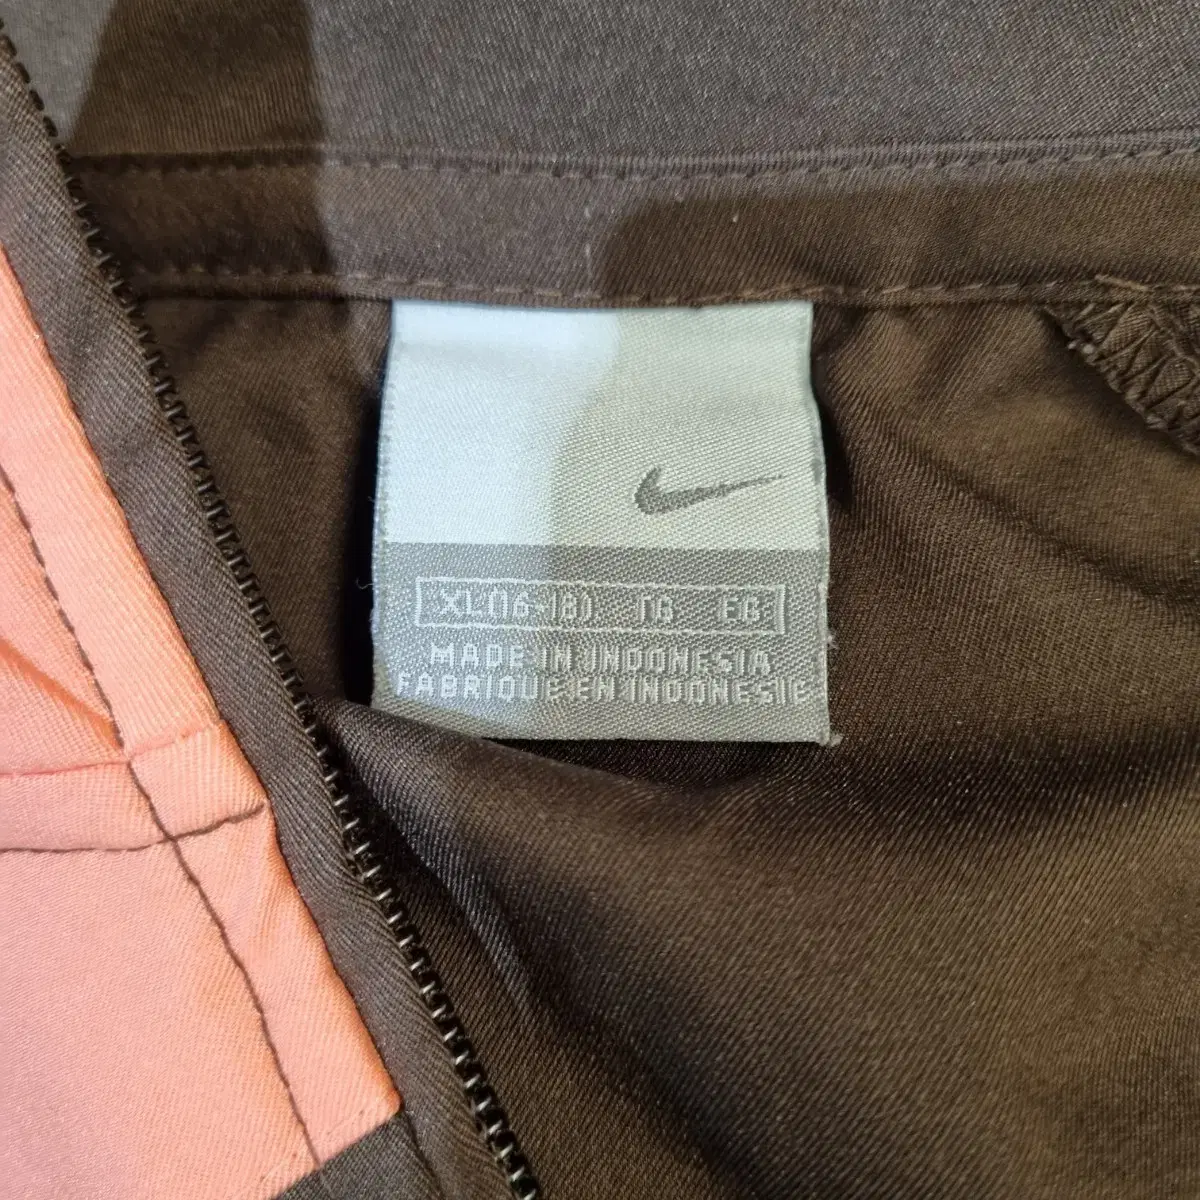 XL(16-18) TG EG
MADE IN INDONESIA
FABRIQUE EN INDONESIE